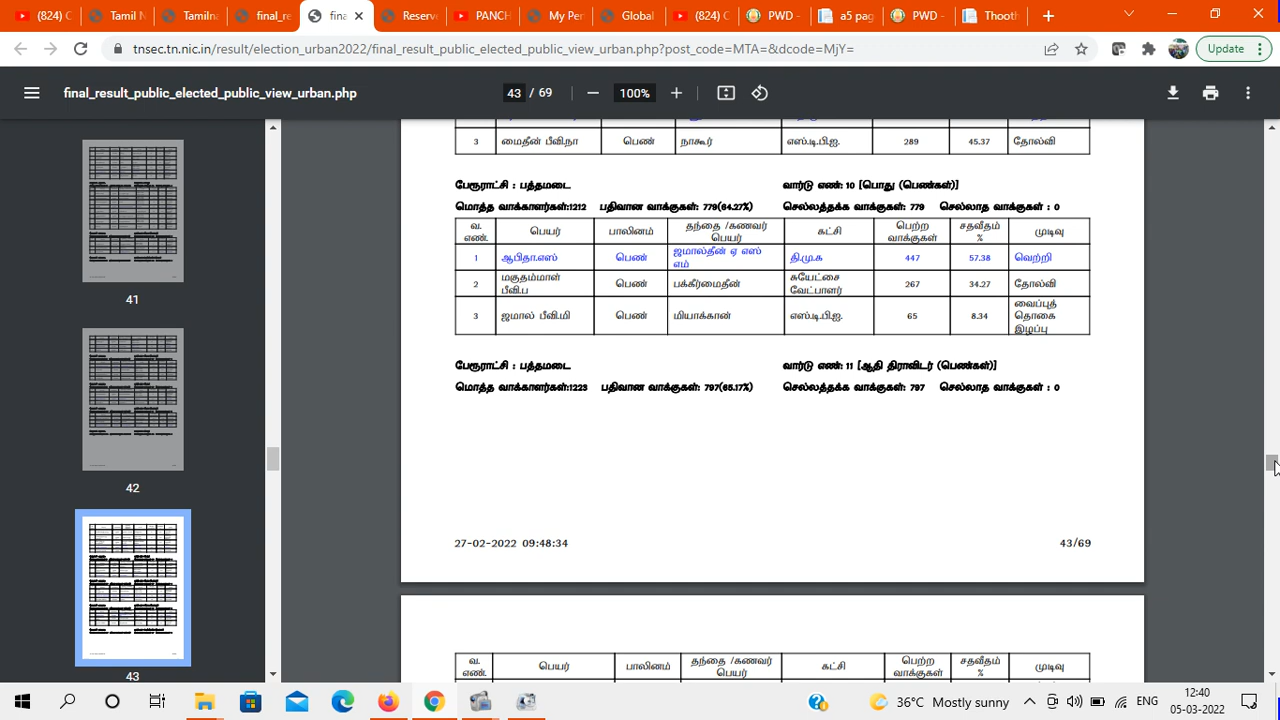 (824) C
Tamil N
Tamilna
final_re
fina
Reserve
PANCH
My Pen
Global
(824) C
PWD -
a5 pag
PWD -
Thooth
tnsec.tn.nic.in/result/election_urban2022/final_result_public_elected_public_view_urban.php?post_code=MTA=&dcode=MjY=
Update
final_result_public_elected_public_view_urban.php
43 / 69
100%
41
42
43
3 மைதீன் பீவி.நா பெண் நாகூர் எஸ்.டி.பி.ஐ. 289 45.37 தோல்வி
பேரூராட்சி : பத்தமடை வார்டு எண்: 10 [பொது (பெண்கள்)]
மொத்த வாக்காளர்கள்:1212 பதிவான வாக்குகள்: 779(64.27%) செல்லத்தக்க வாக்குகள்: 779 செல்லாத வாக்குகள் : 0
வ. எண். பெயர் பாலினம் தந்தை /கணவர் பெயர் கட்சி பெற்ற வாக்குகள் சதவீதம் % முடிவு
1 ஆபிதா.எஸ் பெண் ஜமால்தீன் ஏ எஸ் எம் தி.மு.க 447 57.38 வெற்றி
2 மகுதம்மாள் பீவி.ப பெண் பக்கீர்மைதீன் சுயேட்சை வேட்பாளர் 267 34.27 தோல்வி
3 ஜமால் பீவி.மி பெண் மியாக்கான் எஸ்.டி.பி.ஐ. 65 8.34 வைப்புத் தொகை இழப்பு
பேரூராட்சி : பத்தமடை வார்டு எண்: 11 [ஆதி திராவிடர் (பெண்கள்)]
மொத்த வாக்காளர்கள்:1223 பதிவான வாக்குகள்: 797(65.17%) செல்லத்தக்க வாக்குகள்: 797 செல்லாத வாக்குகள் : 0
27-02-2022 09:48:34 43/69
வ. எண். பெயர் பாலினம் தந்தை /கணவர் பெயர் கட்சி பெற்ற வாக்குகள் சதவீதம் % முடிவு
36°C Mostly sunny
ENG
12:40
05-03-2022